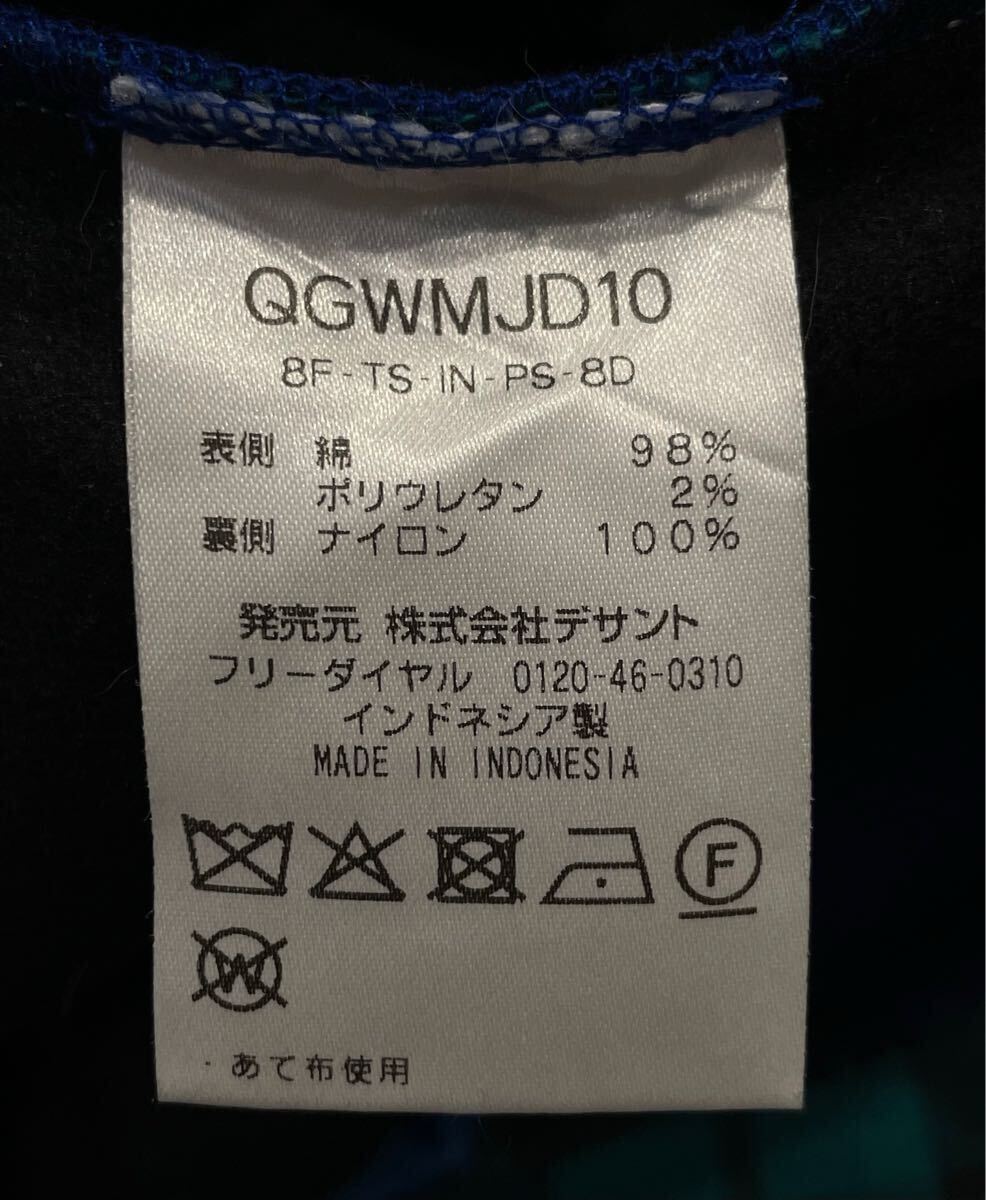 QGWMJD10
8F-TS-IN-PS-8D
表側 綿 98%
ポリウレタン 2%
裏側 ナイロン 100%
発売元 株式会社デサント
フリーダイヤル 0120-46-0310
インドネシア製
MADE IN INDONESIA
F
W
・あて布使用